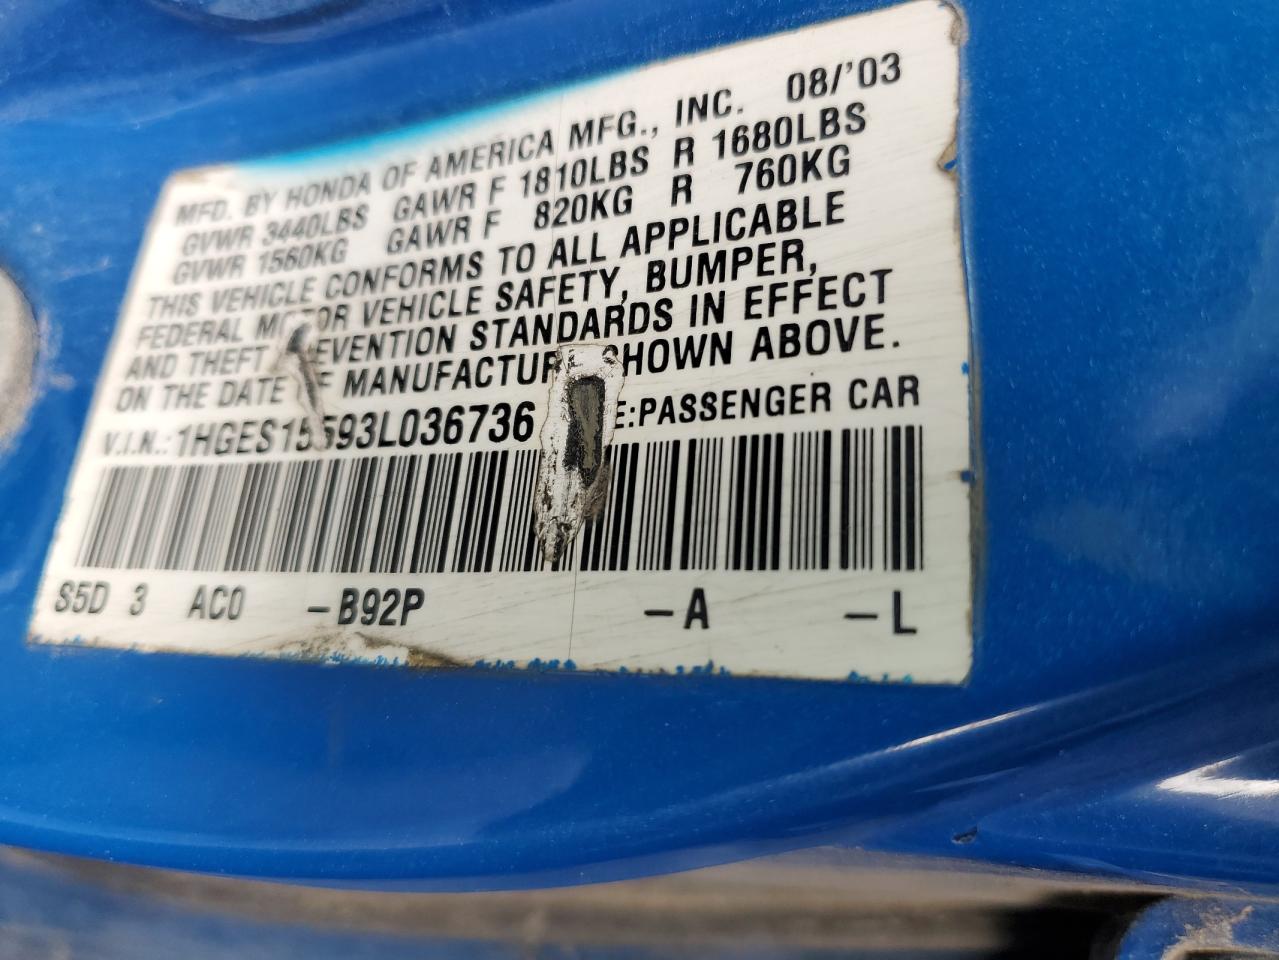 MFD. BY HONDA OF AMERICA MFG., INC. 08/'03
GVWR 3440LBS GAWR F 1810LBS R 1680LBS
GVWR 1560KG GAWR F 820KG R 760KG
THIS VEHICLE CONFORMS TO ALL APPLICABLE
FEDERAL MOTOR VEHICLE SAFETY, BUMPER,
AND THEFT PREVENTION STANDARDS IN EFFECT
ON THE DATE OF MANUFACTURE SHOWN ABOVE.
V.I.N.: 1HGES15593L036736 E:PASSENGER CAR
S5D 3 AC0 -B92P -A -L